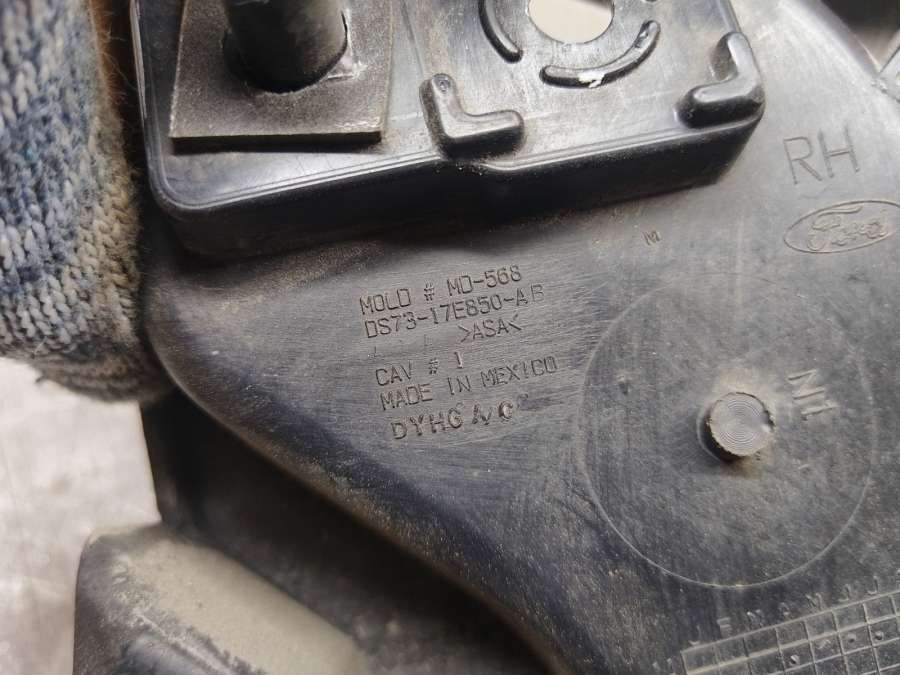 RH
Ford
M
MOLD # MD-568
DS73-17E850-AB
>ASA<
CAV # 1
MADE IN MEXICO
DYHG